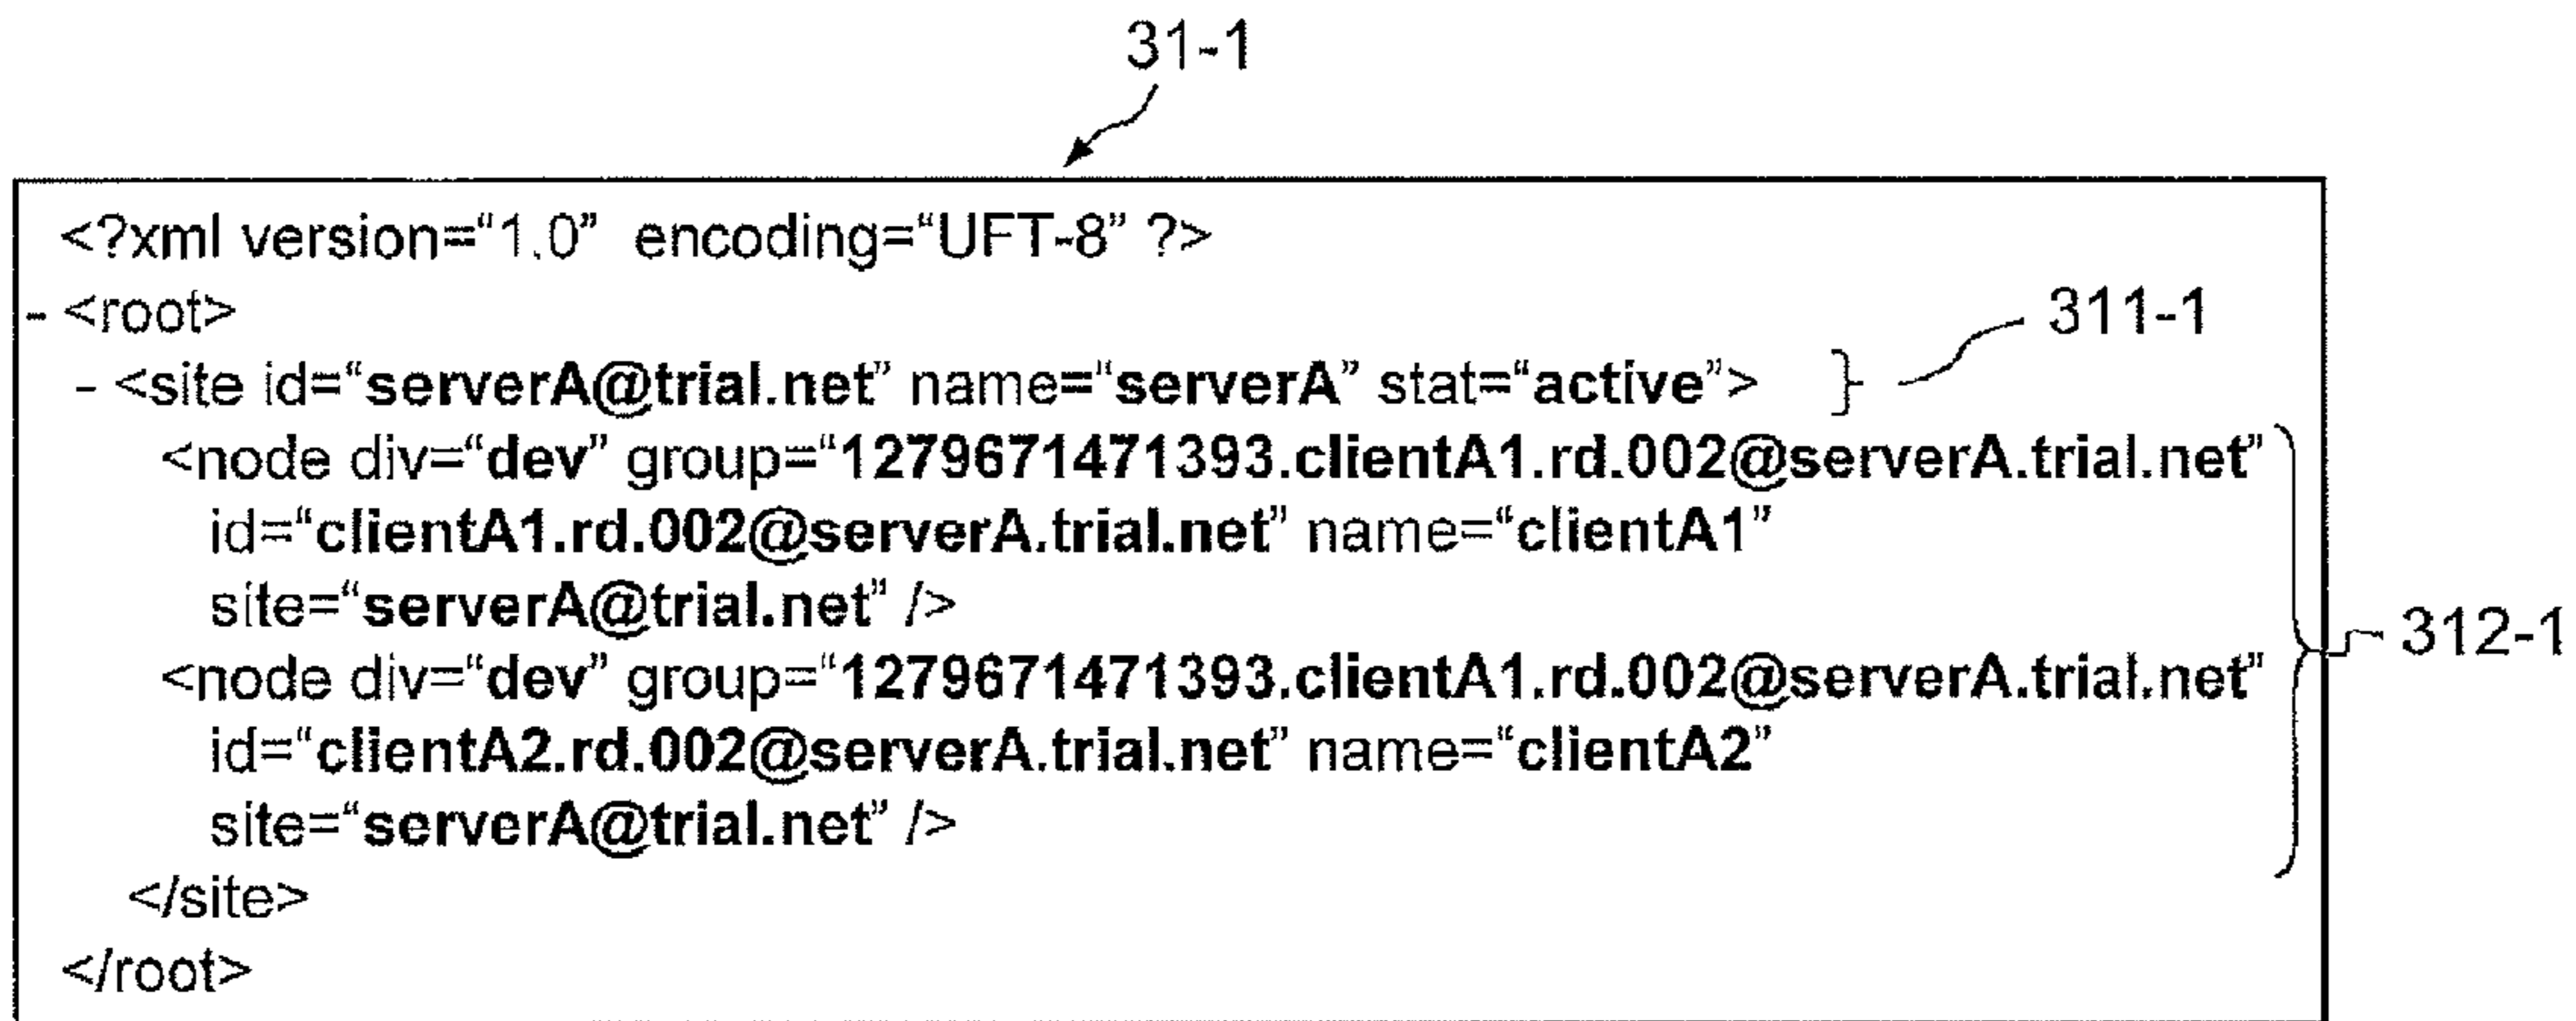 31-1
<?xml version=“1.0”  encoding=“UFT-8” ?>
- <root>
311-1
- <site id=“serverA@trial.net” name=“serverA” stat=“active”>
<node div=“dev” group=“1279671471393.clientA1.rd.002@serverA.trial.net”
id=“clientA1.rd.002@serverA.trial.net” name=“clientA1”
site=“serverA@trial.net” />
312-1
<node div=“dev” group=“1279671471393.clientA1.rd.002@serverA.trial.net”
id=“clientA2.rd.002@serverA.trial.net” name=“clientA2”
site=“serverA@trial.net” />
</site>
</root>